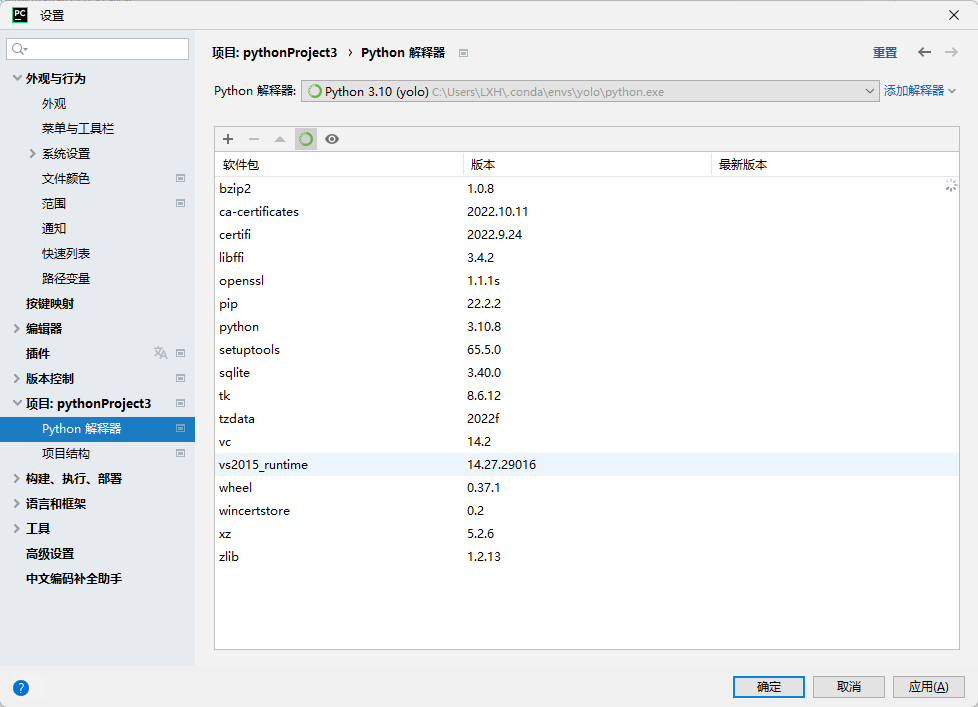 PC 设置
项目: pythonProject3 › Python 解释器 重置
Python 解释器: Python 3.10 (yolo) C:\Users\LXH\.conda\envs\yolo\python.exe 添加解释器
外观与行为
外观
菜单与工具栏
系统设置
文件颜色
范围
通知
快速列表
路径变量
按键映射
编辑器
插件
版本控制
项目: pythonProject3
Python 解释器
项目结构
构建、执行、部署
语言和框架
工具
高级设置
中文编码补全助手
软件包 版本 最新版本
bzip2 1.0.8
ca-certificates 2022.10.11
certifi 2022.9.24
libffi 3.4.2
openssl 1.1.1s
pip 22.2.2
python 3.10.8
setuptools 65.5.0
sqlite 3.40.0
tk 8.6.12
tzdata 2022f
vc 14.2
vs2015_runtime 14.27.29016
wheel 0.37.1
wincertstore 0.2
xz 5.2.6
zlib 1.2.13
? 确定 取消 应用(A)